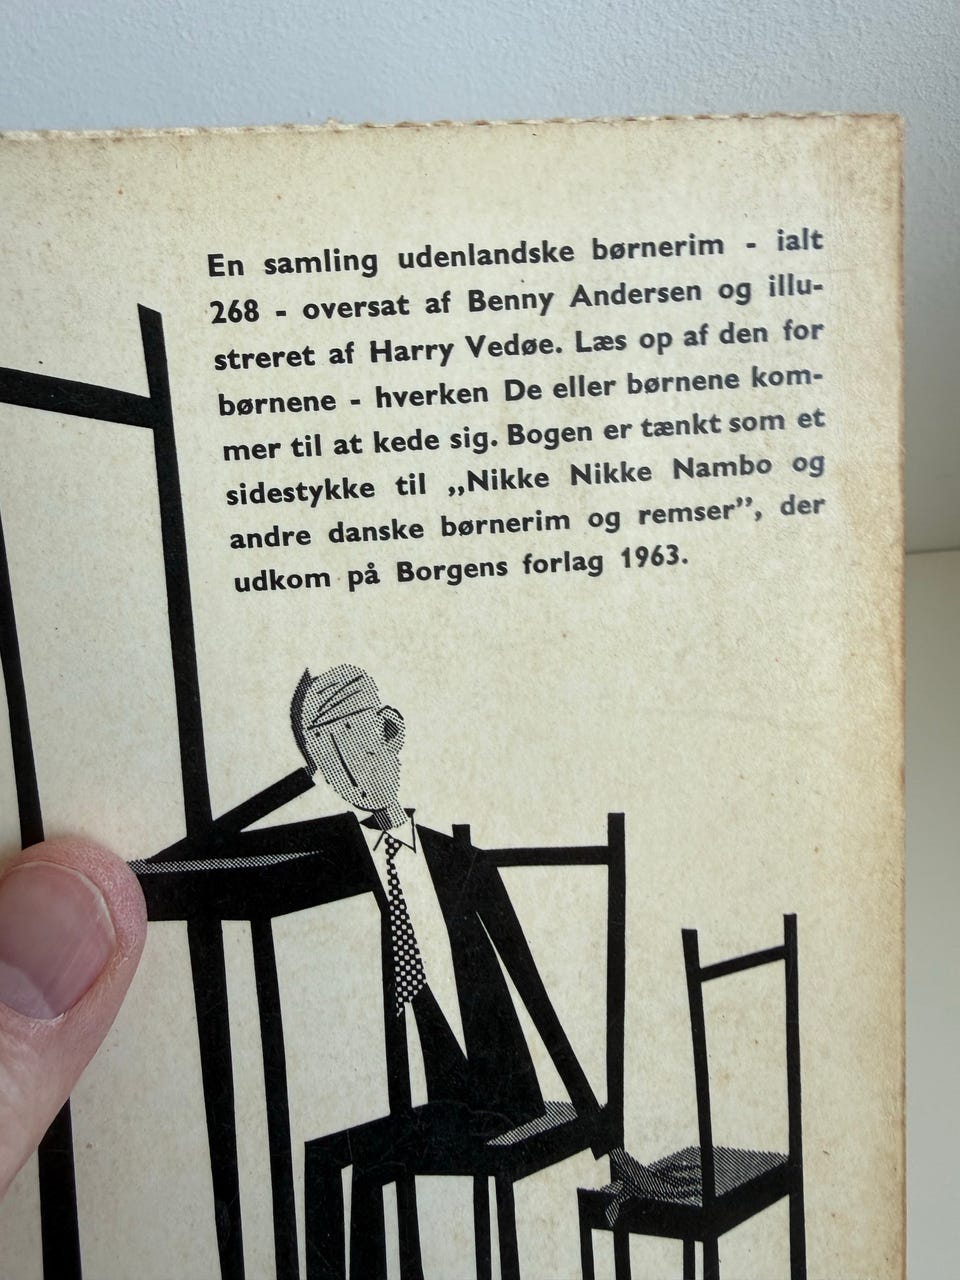 En samling udenlandske børnerim - ialt
268 - oversat af Benny Andersen og illu-
streret af Harry Vedøe. Læs op af den for
børnene - hverken De eller børnene kom-
mer til at kede sig. Bogen er tænkt som et
sidestykke til „Nikke Nikke Nambo og
andre danske børnerim og remser”, der
udkom på Borgens forlag 1963.